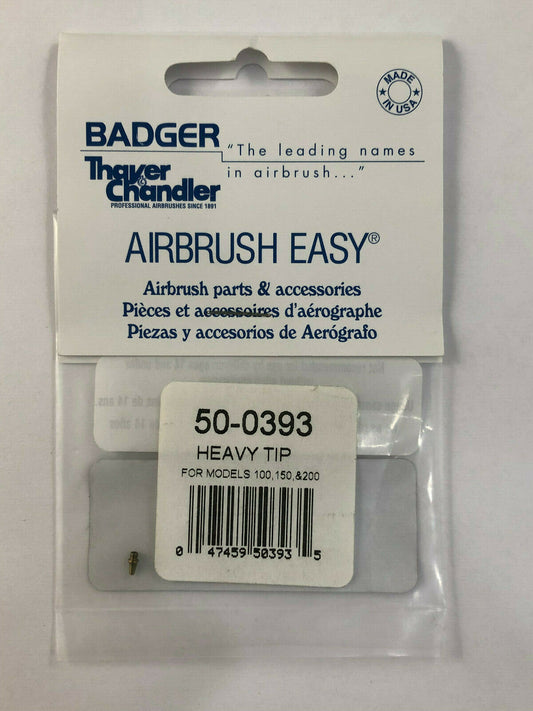 MADE
IN USA
BADGER
Thayer & Chandler
PROFESSIONAL AIRBRUSHES SINCE 1891
"The leading names
in airbrush..."
AIRBRUSH EASY®
Airbrush parts & accessories
Pièces et accessoires d'aérographe
Piezas y accesorios de Aerógrafo
50-0393
HEAVY TIP
FOR MODELS 100,150,&200
0 47459 50393 5